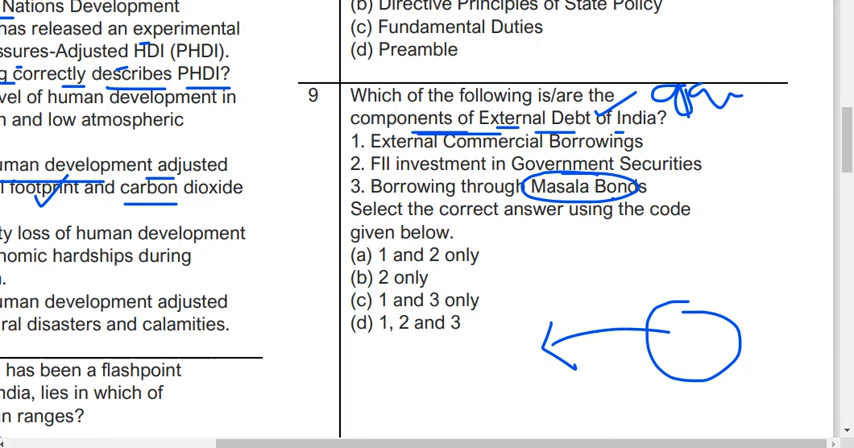 Nations Development
has released an experimental
ssures-Adjusted HDI (PHDI).
g correctly describes PHDI?
vel of human development in
n and low atmospheric
uman development adjusted
l footprint and carbon dioxide
ty loss of human development
nomic hardships during
n.
uman development adjusted
ral disasters and calamities.
has been a flashpoint
ndia, lies in which of
in ranges?
(b) Directive Principles of State Policy
(c) Fundamental Duties
(d) Preamble
9 Which of the following is/are the
components of External Debt of India?
1. External Commercial Borrowings
2. FII investment in Government Securities
3. Borrowing through Masala Bonds
Select the correct answer using the code
given below.
(a) 1 and 2 only
(b) 2 only
(c) 1 and 3 only
(d) 1, 2 and 3